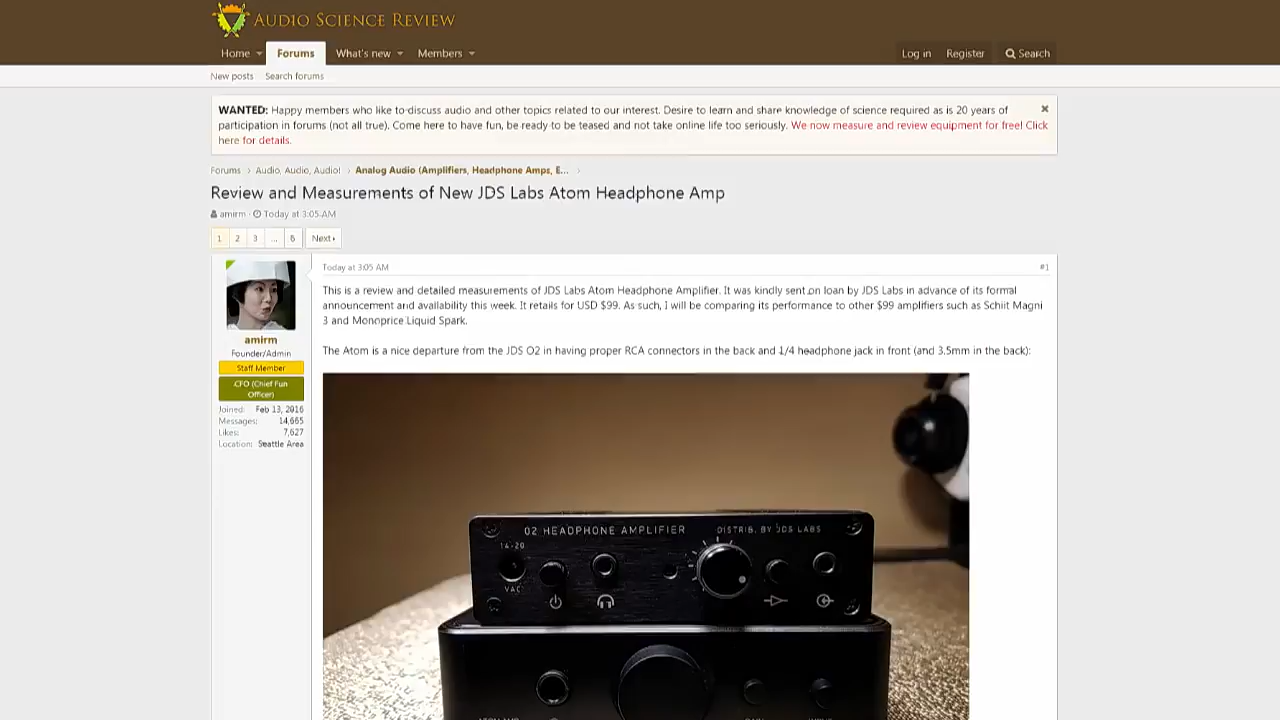 AUDIO SCIENCE REVIEW
Home Forums What's new Members Log in Register Search
New posts Search forums
WANTED: Happy members who like to discuss audio and other topics related to our interest. Desire to learn and share knowledge of science required as is 20 years of
participation in forums (not all true). Come here to have fun, be ready to be teased and not take online life too seriously. We now measure and review equipment for free! Click
here for details.
Forums › Audio, Audio, Audio! › Analog Audio (Amplifiers, Headphone Amps, E... ›
Review and Measurements of New JDS Labs Atom Headphone Amp
amirm · Today at 3:05 AM
1 2 3 ... 6 Next
Today at 3:05 AM #1
This is a review and detailed measurements of JDS Labs Atom Headphone Amplifier. It was kindly sent on loan by JDS Labs in advance of its formal
announcement and availability this week. It retails for USD $99. As such, I will be comparing its performance to other $99 amplifiers such as Schiit Magni
3 and Monoprice Liquid Spark.
The Atom is a nice departure from the JDS O2 in having proper RCA connectors in the back and 1/4 headphone jack in front (and 3.5mm in the back):
amirm
Founder/Admin
Staff Member
CFO (Chief Fun
Officer)
Joined: Feb 13, 2016
Messages: 14,665
Likes: 7,627
Location: Seattle Area
O2 HEADPHONE AMPLIFIER DISTRIB. BY JDS LABS
14-20
VAC